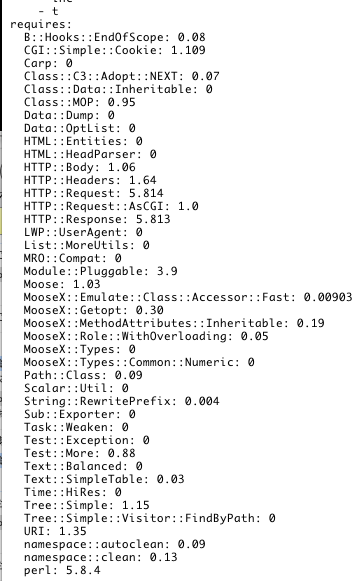 - t
requires:
B::Hooks::EndOfScope: 0.08
CGI::Simple::Cookie: 1.109
Carp: 0
Class::C3::Adopt::NEXT: 0.07
Class::Data::Inheritable: 0
Class::MOP: 0.95
Data::Dump: 0
Data::OptList: 0
HTML::Entities: 0
HTML::HeadParser: 0
HTTP::Body: 1.06
HTTP::Headers: 1.64
HTTP::Request: 5.814
HTTP::Request::AsCGI: 1.0
HTTP::Response: 5.813
LWP::UserAgent: 0
List::MoreUtils: 0
MRO::Compat: 0
Module::Pluggable: 3.9
Moose: 1.03
MooseX::Emulate::Class::Accessor::Fast: 0.00903
MooseX::Getopt: 0.30
MooseX::MethodAttributes::Inheritable: 0.19
MooseX::Role::WithOverloading: 0.05
MooseX::Types: 0
MooseX::Types::Common::Numeric: 0
Path::Class: 0.09
Scalar::Util: 0
String::RewritePrefix: 0.004
Sub::Exporter: 0
Task::Weaken: 0
Test::Exception: 0
Test::More: 0.88
Text::Balanced: 0
Text::SimpleTable: 0.03
Time::HiRes: 0
Tree::Simple: 1.15
Tree::Simple::Visitor::FindByPath: 0
URI: 1.35
namespace::autoclean: 0.09
namespace::clean: 0.13
perl: 5.8.4